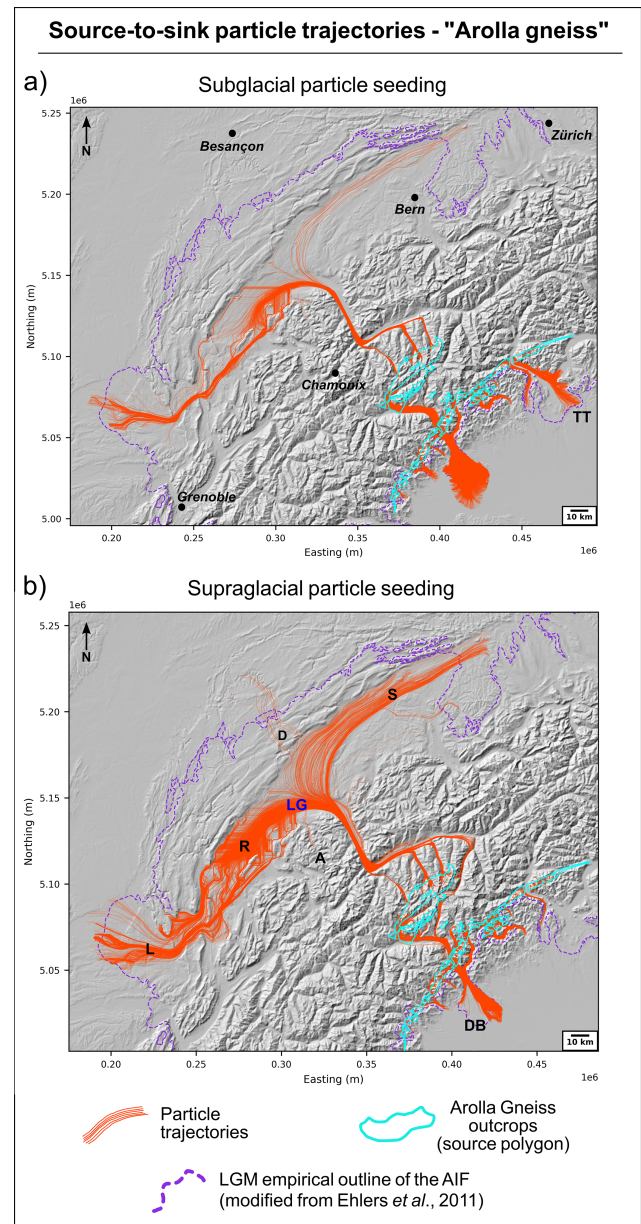 Source-to-sink particle trajectories - "Arolla gneiss"
a)
Subglacial particle seeding
1e6
5.25
5.20
5.15
5.10
5.05
5.00
Northing (m)
N
Besançon
Zürich
Bern
Chamonix
Grenoble
TT
10 km
0.20 0.25 0.30 0.35 0.40 0.45
Easting (m)
1e6
b)
Supraglacial particle seeding
1e6
5.25
5.20
5.15
5.10
5.05
Northing (m)
N
S
D
LG
R
A
L
DB
10 km
0.20 0.25 0.30 0.35 0.40 0.45
Easting (m)
1e6
Particle
trajectories
Arolla Gneiss
outcrops
(source polygon)
LGM empirical outline of the AIF
(modified from Ehlers et al., 2011)